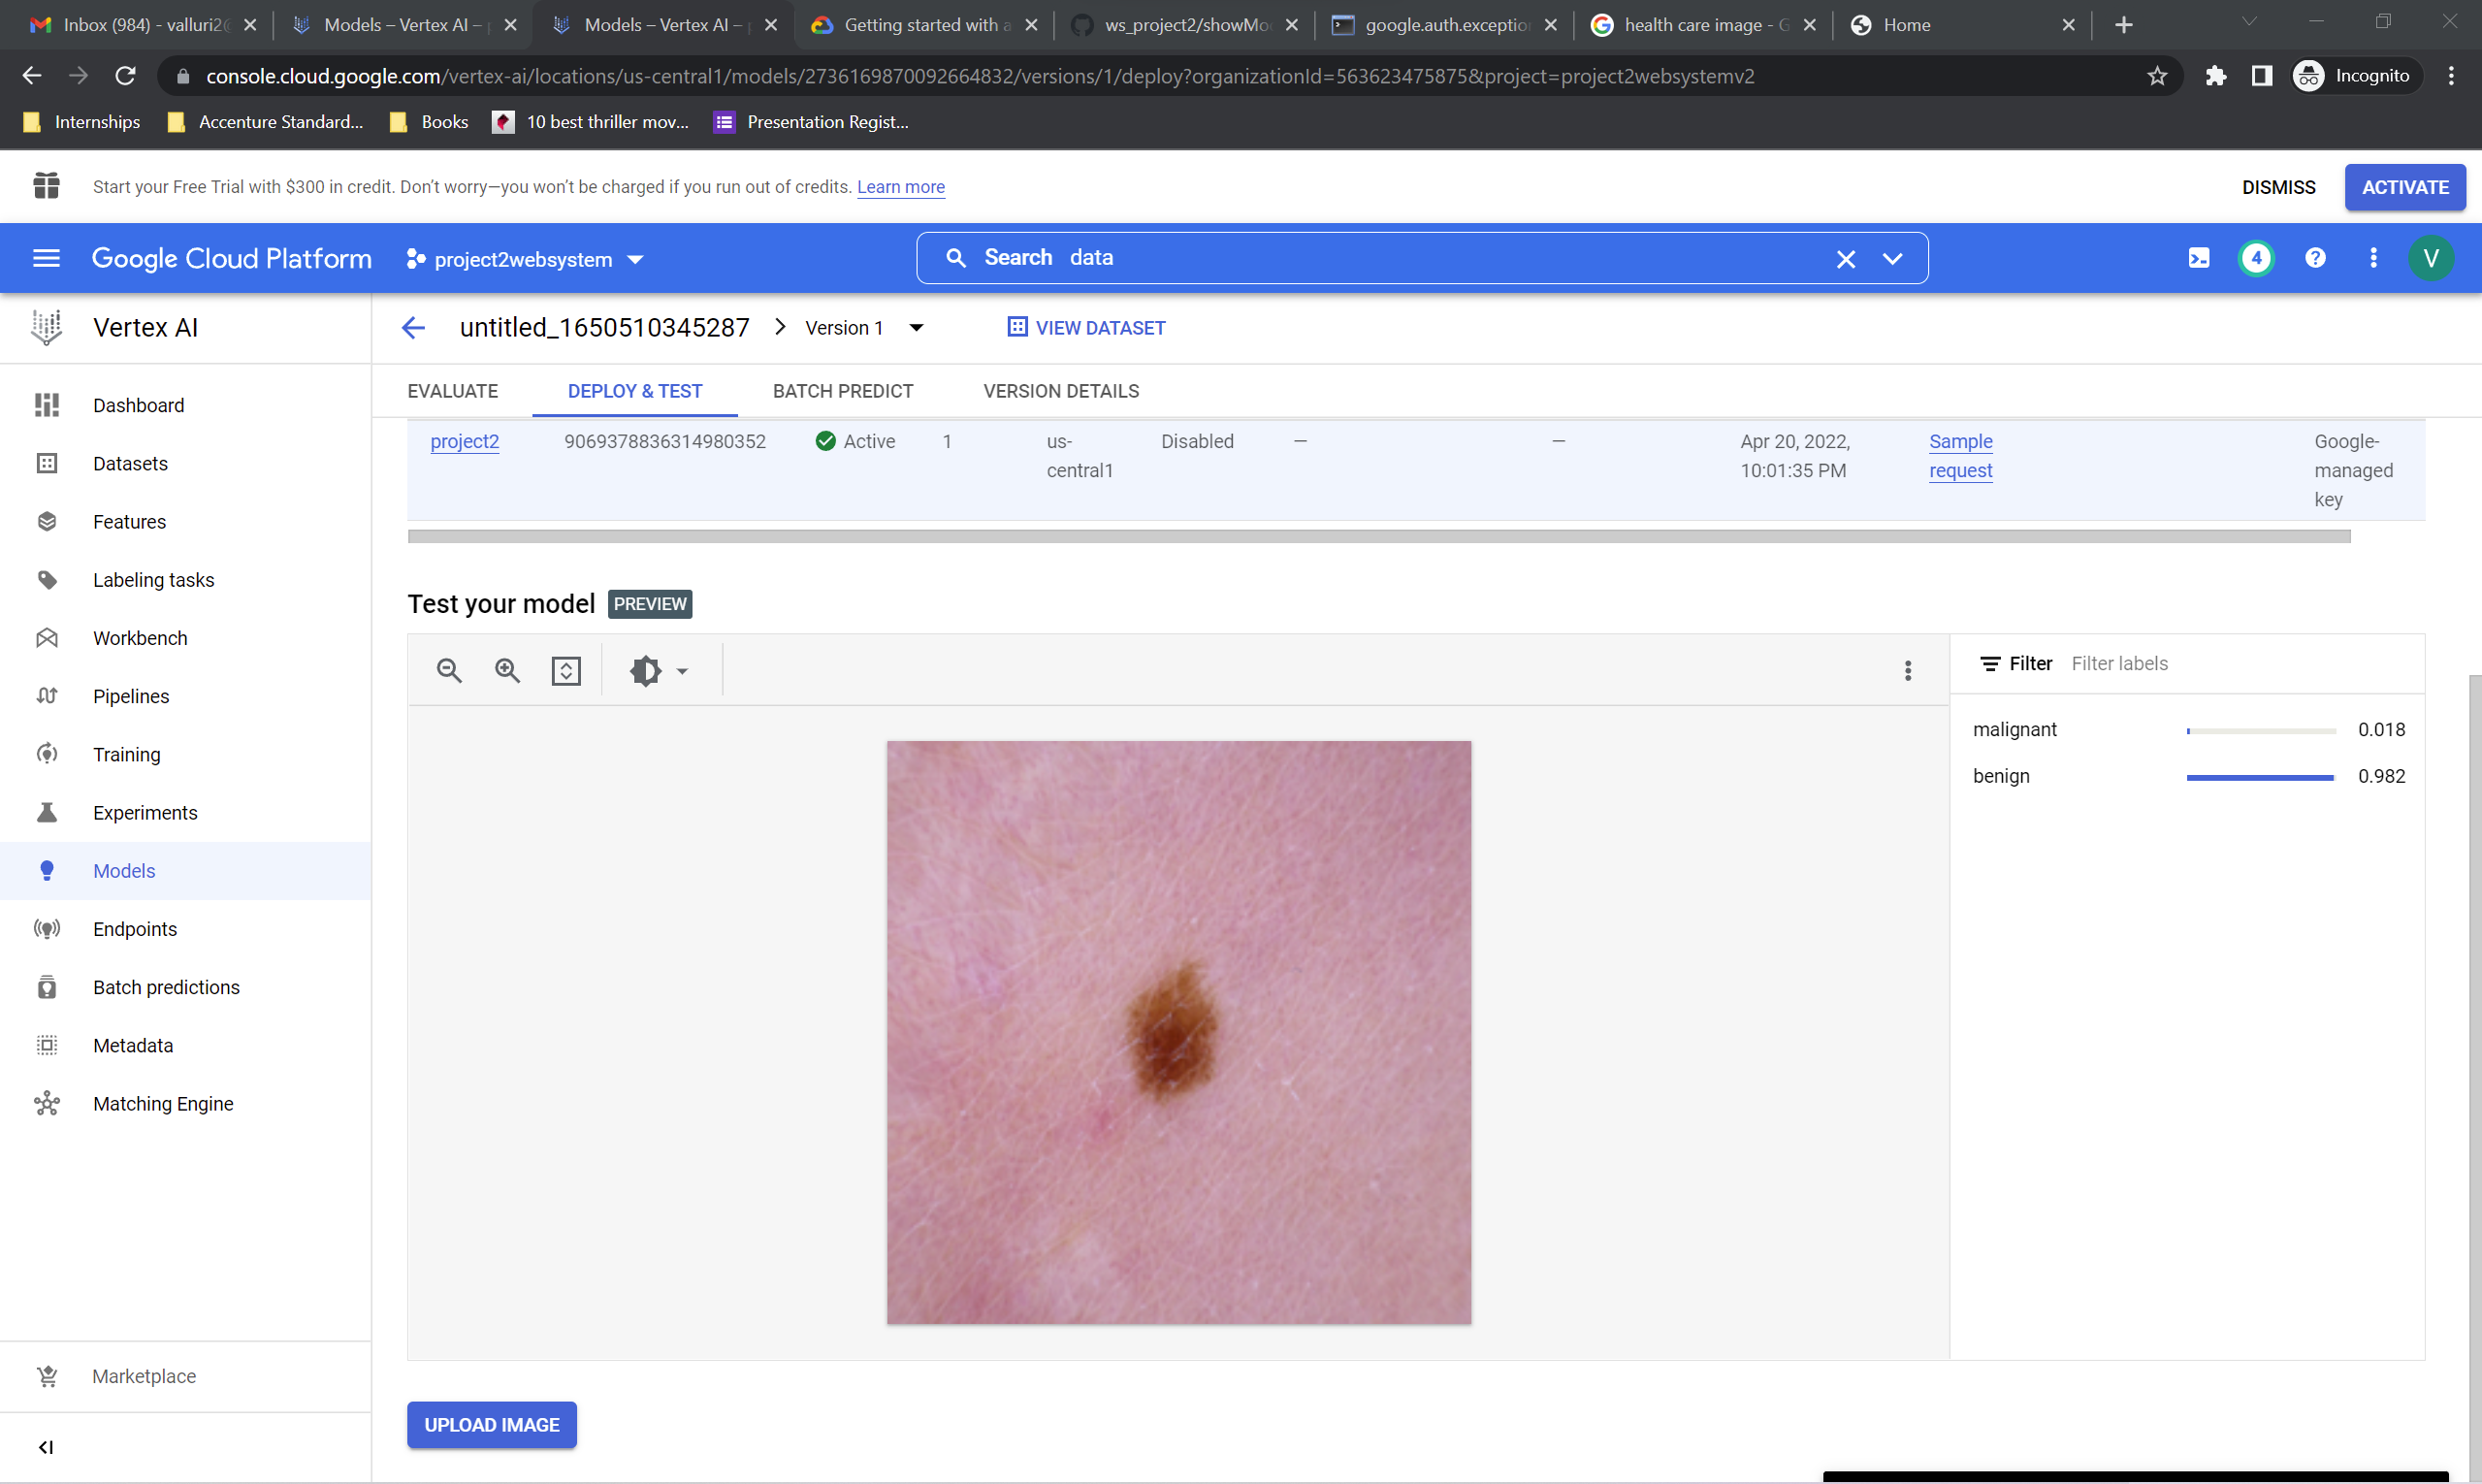 Inbox (984) - valluri2@
Models – Vertex AI –
Models – Vertex AI –
Getting started with a
ws_project2/showMo
google.auth.exceptio
health care image - G
Home
console.cloud.google.com/vertex-ai/locations/us-central1/models/2736169870092664832/versions/1/deploy?organizationId=563623475875&project=project2websystemv2
Incognito
Internships
Accenture Standard...
Books
10 best thriller mov...
Presentation Regist...
Start your Free Trial with $300 in credit. Don't worry—you won't be charged if you run out of credits. Learn more
DISMISS
ACTIVATE
Google Cloud Platform
project2websystem
Search data
4
V
Vertex AI
untitled_1650510345287
Version 1
VIEW DATASET
EVALUATE
DEPLOY & TEST
BATCH PREDICT
VERSION DETAILS
Dashboard
Datasets
Features
Labeling tasks
Workbench
Pipelines
Training
Experiments
Models
Endpoints
Batch predictions
Metadata
Matching Engine
Marketplace
project2
9069378836314980352
Active
1
us-
central1
Disabled
—
—
Apr 20, 2022,
10:01:35 PM
Sample
request
Google-
managed
key
Test your model PREVIEW
Filter Filter labels
malignant 0.018
benign 0.982
UPLOAD IMAGE